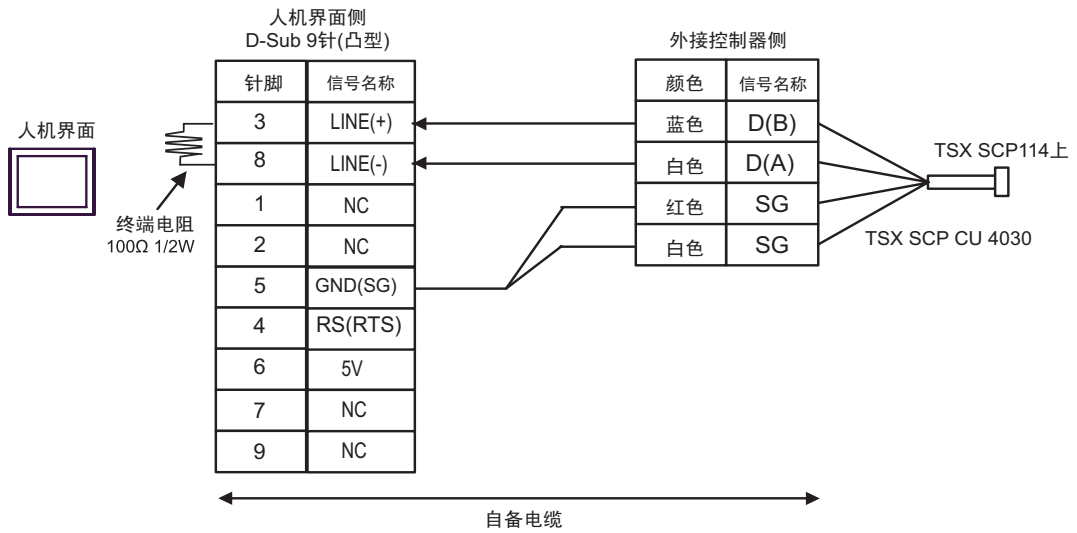 人机界面侧
D-Sub 9针(凸型)
外接控制器侧
针脚 信号名称
颜色 信号名称
3 LINE(+)
蓝色 D(B)
人机界面
8 LINE(-)
白色 D(A)
TSX SCP114上
1 NC
红色 SG
终端电阻
100Ω 1/2W
2 NC
白色 SG
TSX SCP CU 4030
5 GND(SG)
4 RS(RTS)
6 5V
7 NC
9 NC
自备电缆